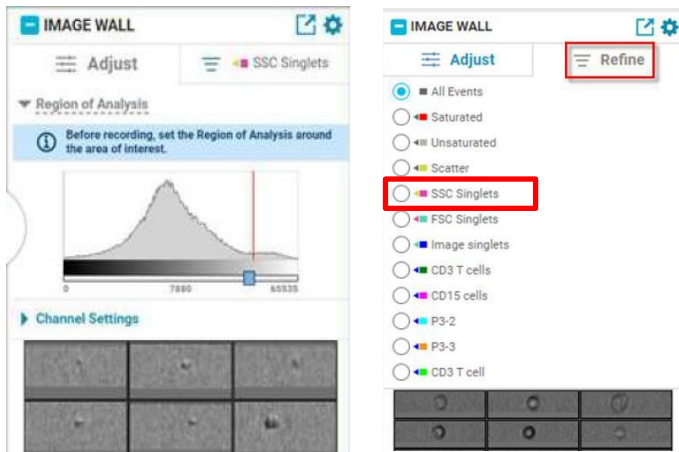 IMAGE WALL
Adjust
SSC Singlets
Region of Analysis
Before recording, set the Region of Analysis around
the area of interest.
0 7880 65535
Channel Settings
IMAGE WALL
Adjust
Refine
All Events
Saturated
Unsaturated
Scatter
SSC Singlets
FSC Singlets
Image singlets
CD3 T cells
CD15 cells
P3-2
P3-3
CD3 T cell